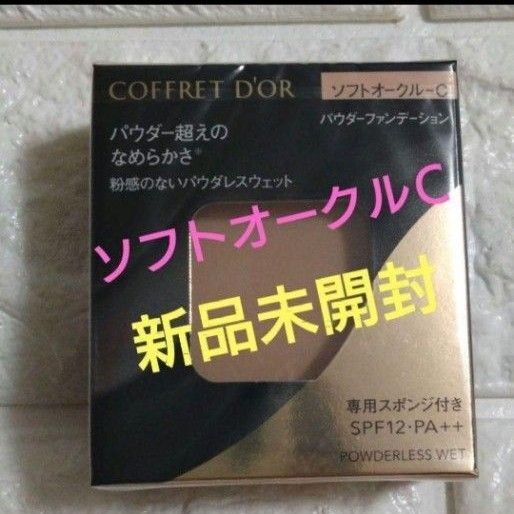 COFFRET D'OR
ソフトオークル-C
パウダーファンデーション
パウダー超えの
なめらかさ*
粉感のないパウダレスウェット
ソフトオークルC
新品未開封
専用スポンジ付き
SPF12・PA++
POWDERLESS WET